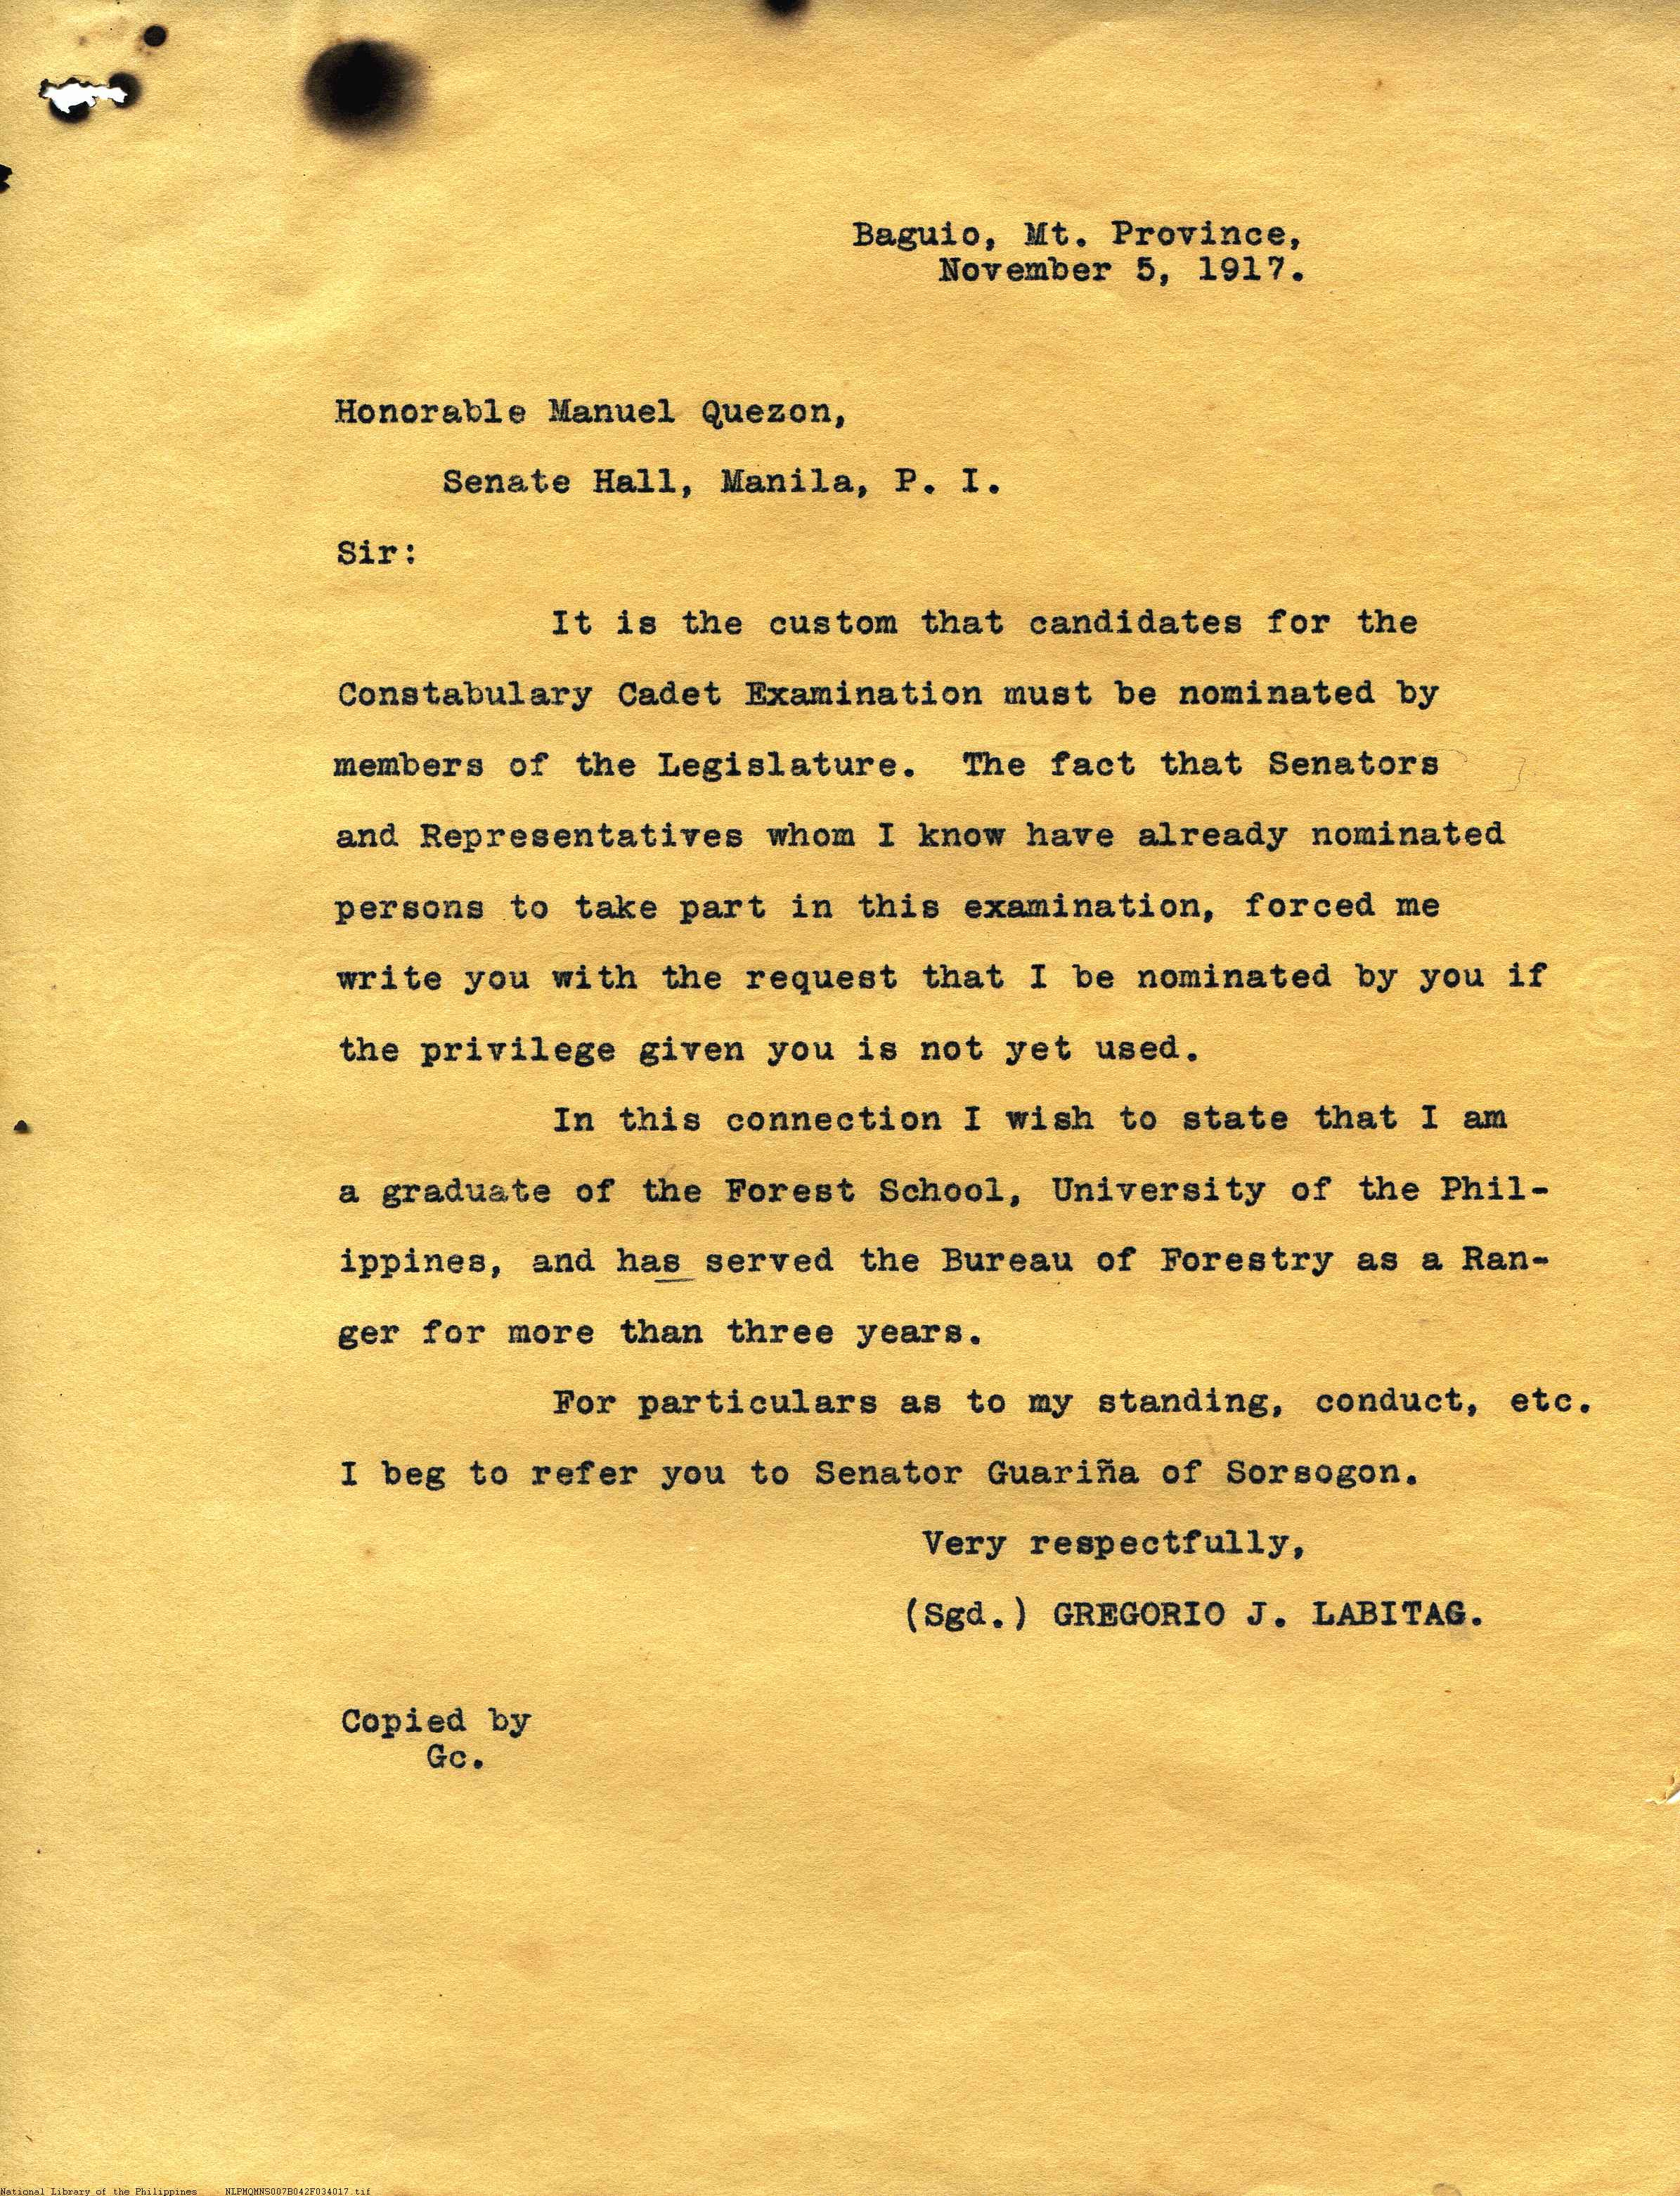 Baguio, Mt. Province,
November 5, 1917.
Honorable Manuel Quezon,
Senate Hall, Manila, P. I.
Sir:
It is the custom that candidates for the
Constabulary Cadet Examination must be nominated by
members of the Legislature. The fact that Senators
and Representatives whom I know have already nominated
persons to take part in this examination, forced me
write you with the request that I be nominated by you if
the privilege given you is not yet used.
In this connection I wish to state that I am
a graduate of the Forest School, University of the Phil-
ippines, and has served the Bureau of Forestry as a Ran-
ger for more than three years.
For particulars as to my standing, conduct, etc.
I beg to refer you to Senator Guariña of Sorsogon.
Very respectfully,
(Sgd.) GREGORIO J. LABITAG.
Copied by
Gc.
National Library of the Philippines NLPMQMNS007B042F034017.tif